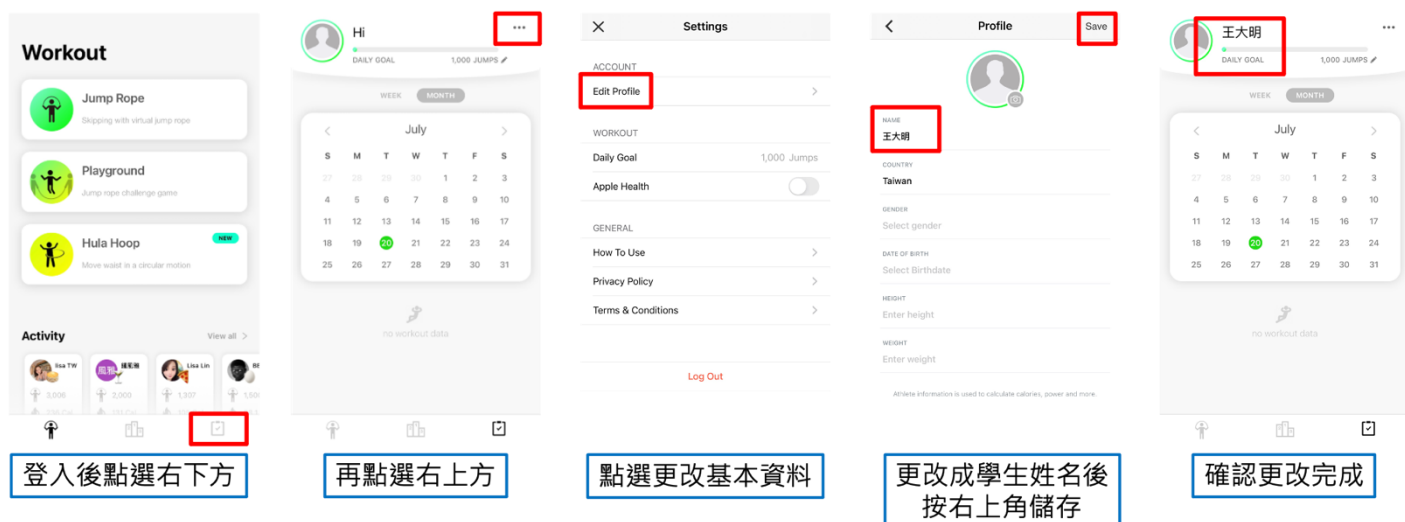 Workout
Jump Rope
Skipping with virtual jump rope
Playground
Jump rope challenge game
Hula Hoop
NEW
Move waist in a circular motion
Activity
View all >
lisa TW
Lisa Lin
3,006
3,000
1,307
登入後點選右下方
Hi
...
DAILY GOAL
1,000 JUMPS
WEEK
MONTH
< July >
S M T W T F S
27 28 29 30 1 2 3
4 5 6 7 8 9 10
11 12 13 14 15 16 17
18 19 20 21 22 23 24
25 26 27 28 29 30 31
no workout data
再點選右上方
Settings
ACCOUNT
Edit Profile
WORKOUT
Daily Goal 1,000 Jumps
Apple Health
GENERAL
How To Use
Privacy Policy
Terms & Conditions
Log Out
點選更改基本資料
Profile
Save
NAME
王大明
COUNTRY
Taiwan
GENDER
Select gender
DATE OF BIRTH
Select Birthdate
HEIGHT
Enter height
WEIGHT
Enter weight
Athlete information is used to calculate calories, power and more.
更改成學生姓名後
按右上角儲存
王大明
...
DAILY GOAL
1,000 JUMPS
WEEK
MONTH
< July >
S M T W T F S
27 28 29 30 1 2 3
4 5 6 7 8 9 10
11 12 13 14 15 16 17
18 19 20 21 22 23 24
25 26 27 28 29 30 31
no workout data
確認更改完成